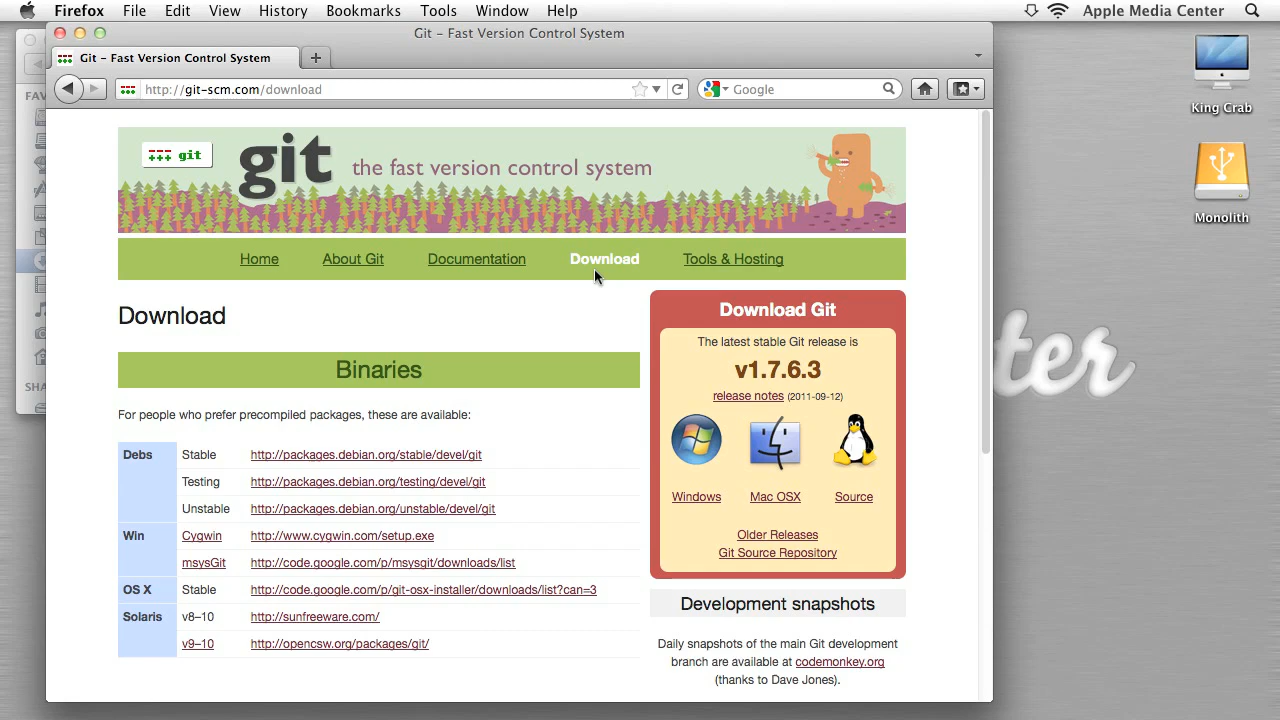 Firefox File Edit View History Bookmarks Tools Window Help Apple Media Center
Git – Fast Version Control System
Git – Fast Version Control System
http://git-scm.com/download
Google
King Crab
Monolith
git
git the fast version control system
Home About Git Documentation Download Tools & Hosting
Download
Binaries
For people who prefer precompiled packages, these are available:
Debs Stable http://packages.debian.org/stable/devel/git
Testing http://packages.debian.org/testing/devel/git
Unstable http://packages.debian.org/unstable/devel/git
Win Cygwin http://www.cygwin.com/setup.exe
msysGit http://code.google.com/p/msysgit/downloads/list
OS X Stable http://code.google.com/p/git-osx-installer/downloads/list?can=3
Solaris v8–10 http://sunfreeware.com/
v9–10 http://opencsw.org/packages/git/
Download Git
The latest stable Git release is
v1.7.6.3
release notes (2011-09-12)
Windows Mac OSX Source
Older Releases
Git Source Repository
Development snapshots
Daily snapshots of the main Git development
branch are available at codemonkey.org
(thanks to Dave Jones).
FAV
SHA
ter